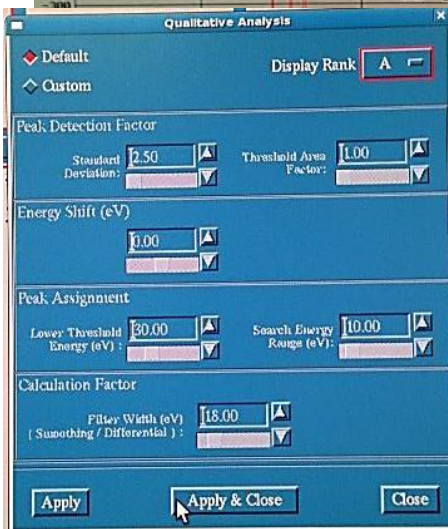 -300
Qualitative Analysis
Default
Display Rank A
Custom
Peak Detection Factor
Standard Deviation: 2.50
Threshold Area Factor: 1.00
Energy Shift (eV)
0.00
Peak Assignment
Lower Threshold Energy (eV) : 30.00
Search Energy Range (eV): 10.00
Calculation Factor
Filter Width (eV) ( Smoothing / Differential ) : 18.00
Apply
Apply & Close
Close